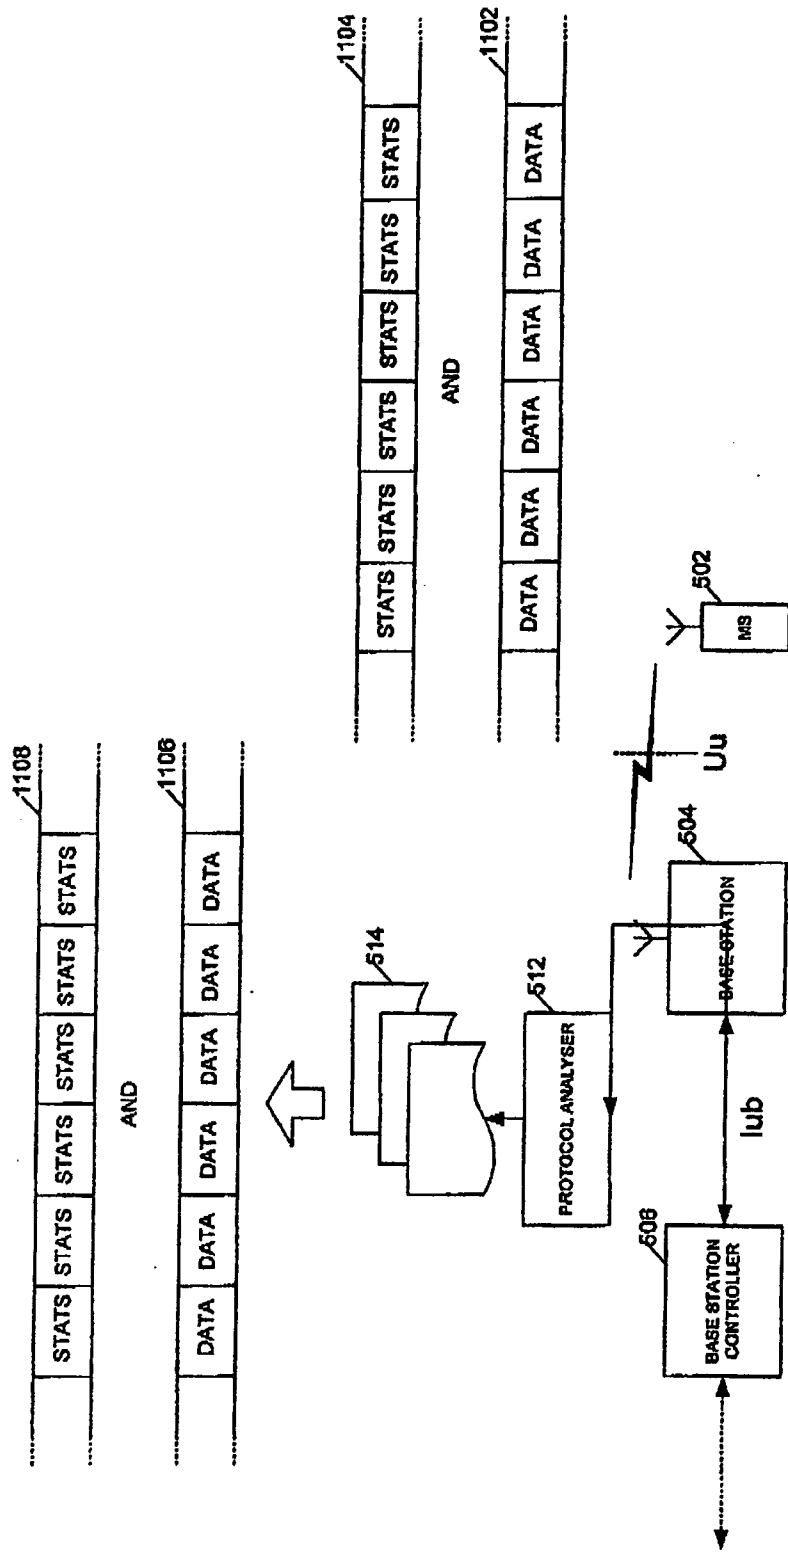 1108
STATS STATS STATS STATS STATS STATS
AND
1106
DATA DATA DATA DATA DATA DATA
1104
STATS STATS STATS STATS STATS STATS
AND
1102
DATA DATA DATA DATA DATA DATA
514
512
PROTOCOL ANALYSER
508
BASE STATION
CONTROLLER
Iub
504
BASE STATION
Uu
502
MS